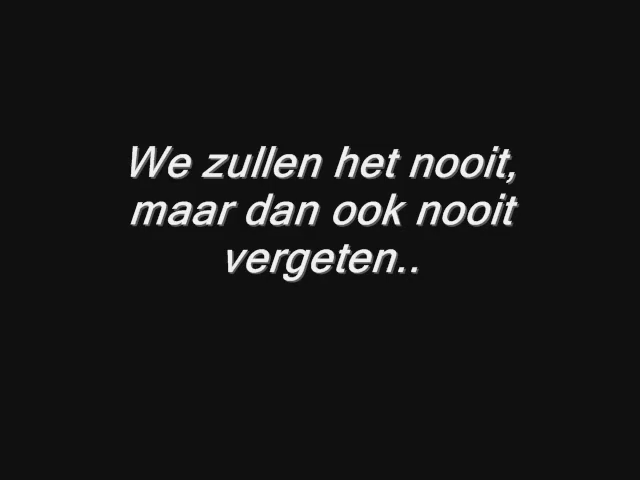 We zullen het nooit,
maar dan ook nooit
vergeten..